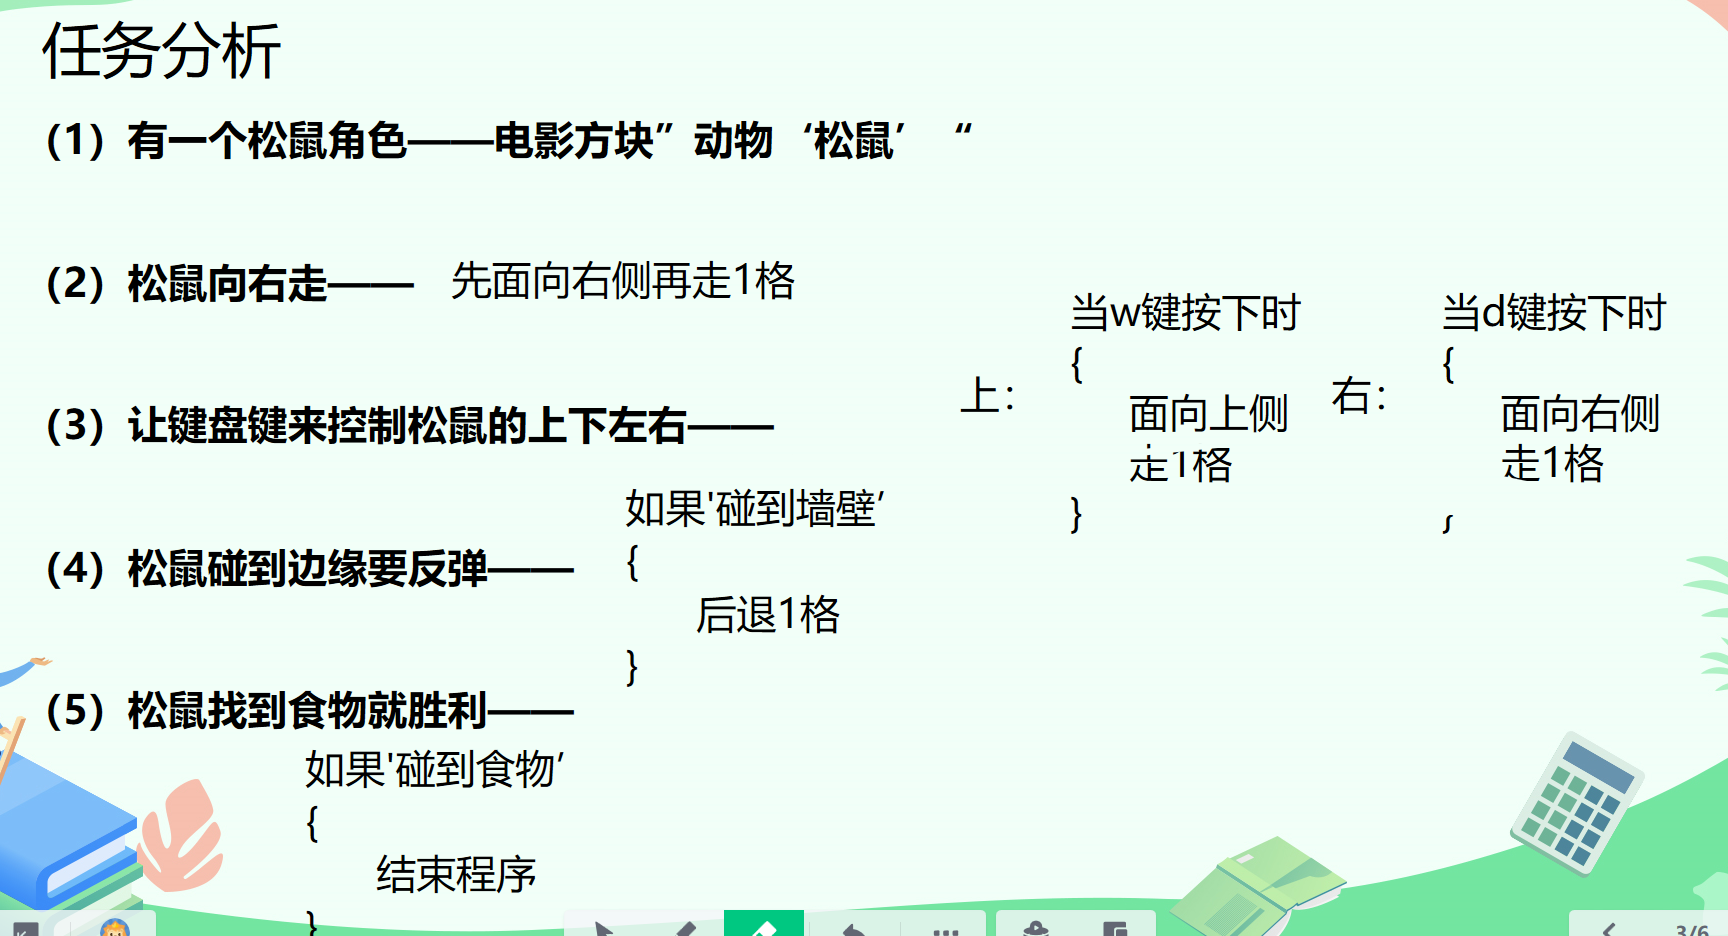 任务分析
（1）有一个松鼠角色——电影方块”动物‘松鼠’“
（2）松鼠向右走——
先面向右侧再走1格
（3）让键盘键来控制松鼠的上下左右——
上：
当w键按下时
{
面向上侧
走1格
}
右：
当d键按下时
{
面向右侧
走1格
}
（4）松鼠碰到边缘要反弹——
如果'碰到墙壁’
{
后退1格
}
（5）松鼠找到食物就胜利——
如果'碰到食物’
{
结束程序
}
3/6